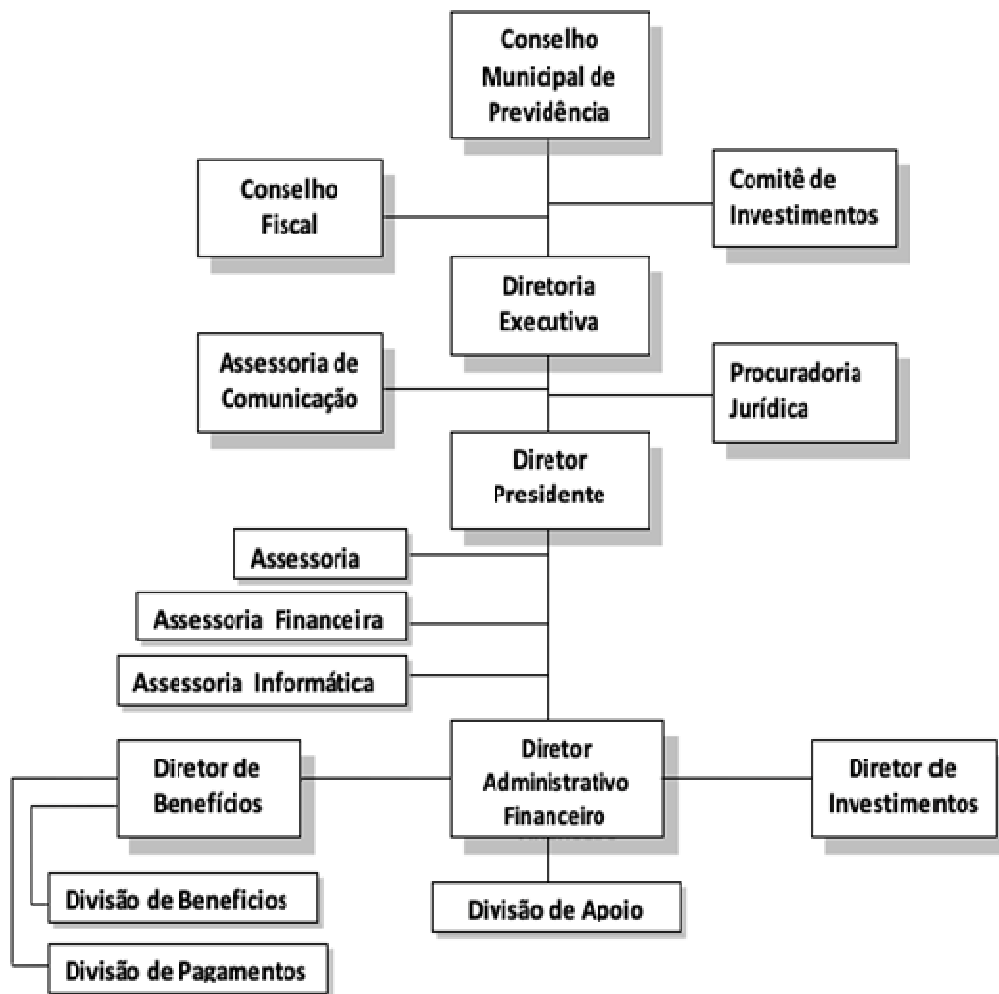 Conselho
Municipal de
Previdência
Conselho
Fiscal
Comitê de
Investimentos
Diretoria
Executiva
Assessoria de
Comunicação
Procuradoria
Jurídica
Diretor
Presidente
Assessoria
Assessoria Financeira
Assessoria Informática
Diretor de
Benefícios
Diretor
Administrativo
Financeiro
Diretor de
Investimentos
Divisão de Beneficios
Divisão de Apoio
Divisão de Pagamentos